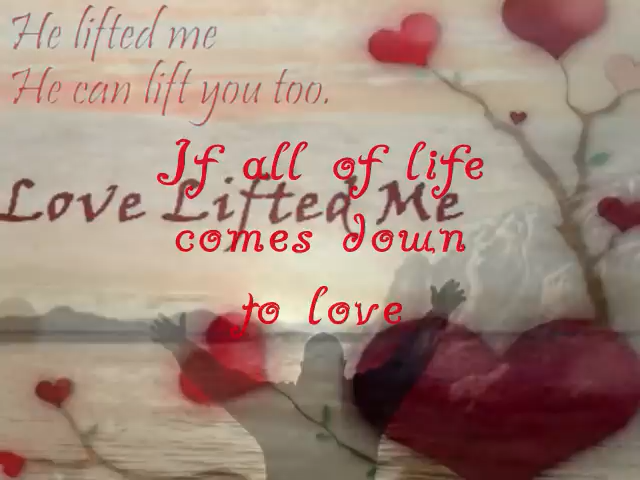 He lifted me
He can lift you too.
If all of life
Love Lifted Me
comes down
to love